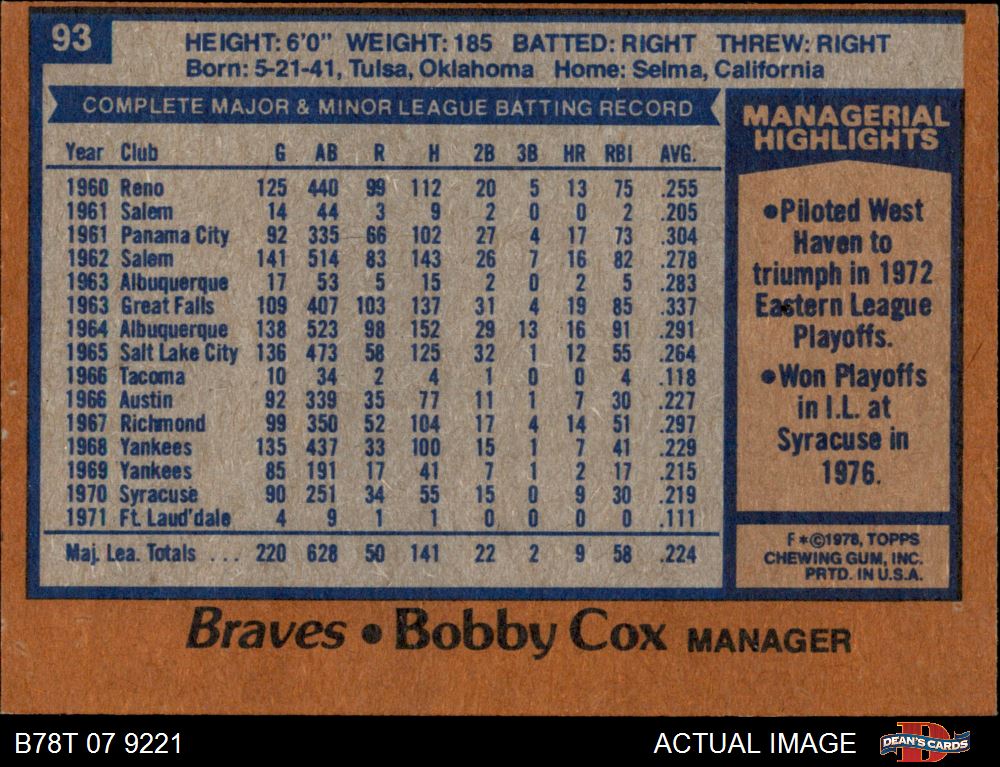 93
HEIGHT: 6'0" WEIGHT: 185 BATTED: RIGHT THREW: RIGHT
Born: 5-21-41, Tulsa, Oklahoma Home: Selma, California
COMPLETE MAJOR & MINOR LEAGUE BATTING RECORD
Year Club G AB R H 2B 3B HR RBI AVG.
1960 Reno 125 440 99 112 20 5 13 75 .255
1961 Salem 14 44 3 9 2 0 0 2 .205
1961 Panama City 92 335 66 102 27 4 17 73 .304
1962 Salem 141 514 83 143 26 7 16 82 .278
1963 Albuquerque 17 53 5 15 2 0 2 5 .283
1963 Great Falls 109 407 103 137 31 4 19 85 .337
1964 Albuquerque 138 523 98 152 29 13 16 91 .291
1965 Salt Lake City 136 473 58 125 32 1 12 55 .264
1966 Tacoma 10 34 2 4 1 0 0 4 .118
1966 Austin 92 339 35 77 11 1 7 30 .227
1967 Richmond 99 350 52 104 17 4 14 51 .297
1968 Yankees 135 437 33 100 15 1 7 41 .229
1969 Yankees 85 191 17 41 7 1 2 17 .215
1970 Syracuse 90 251 34 55 15 0 9 30 .219
1971 Ft. Laud'dale 4 9 1 1 0 0 0 0 .111
Maj. Lea. Totals ... 220 628 50 141 22 2 9 58 .224
MANAGERIAL
HIGHLIGHTS
•Piloted West
Haven to
triumph in 1972
Eastern League
Playoffs.
•Won Playoffs
in I.L. at
Syracuse in
1976.
F*©1978, TOPPS
CHEWING GUM, INC.
PRTD. IN U.S.A.
Braves • Bobby Cox MANAGER
B78T 07 9221
ACTUAL IMAGE
D
DEAN'S CARDS